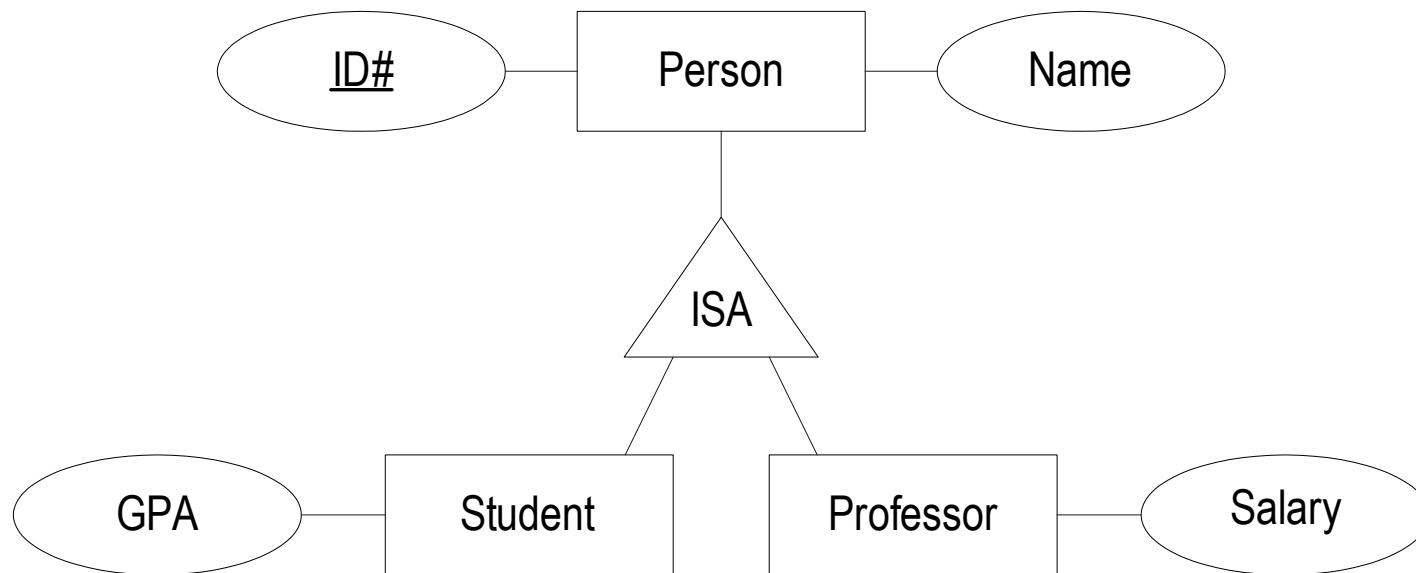 ID#
Person
Name
ISA
GPA
Student
Professor
Salary